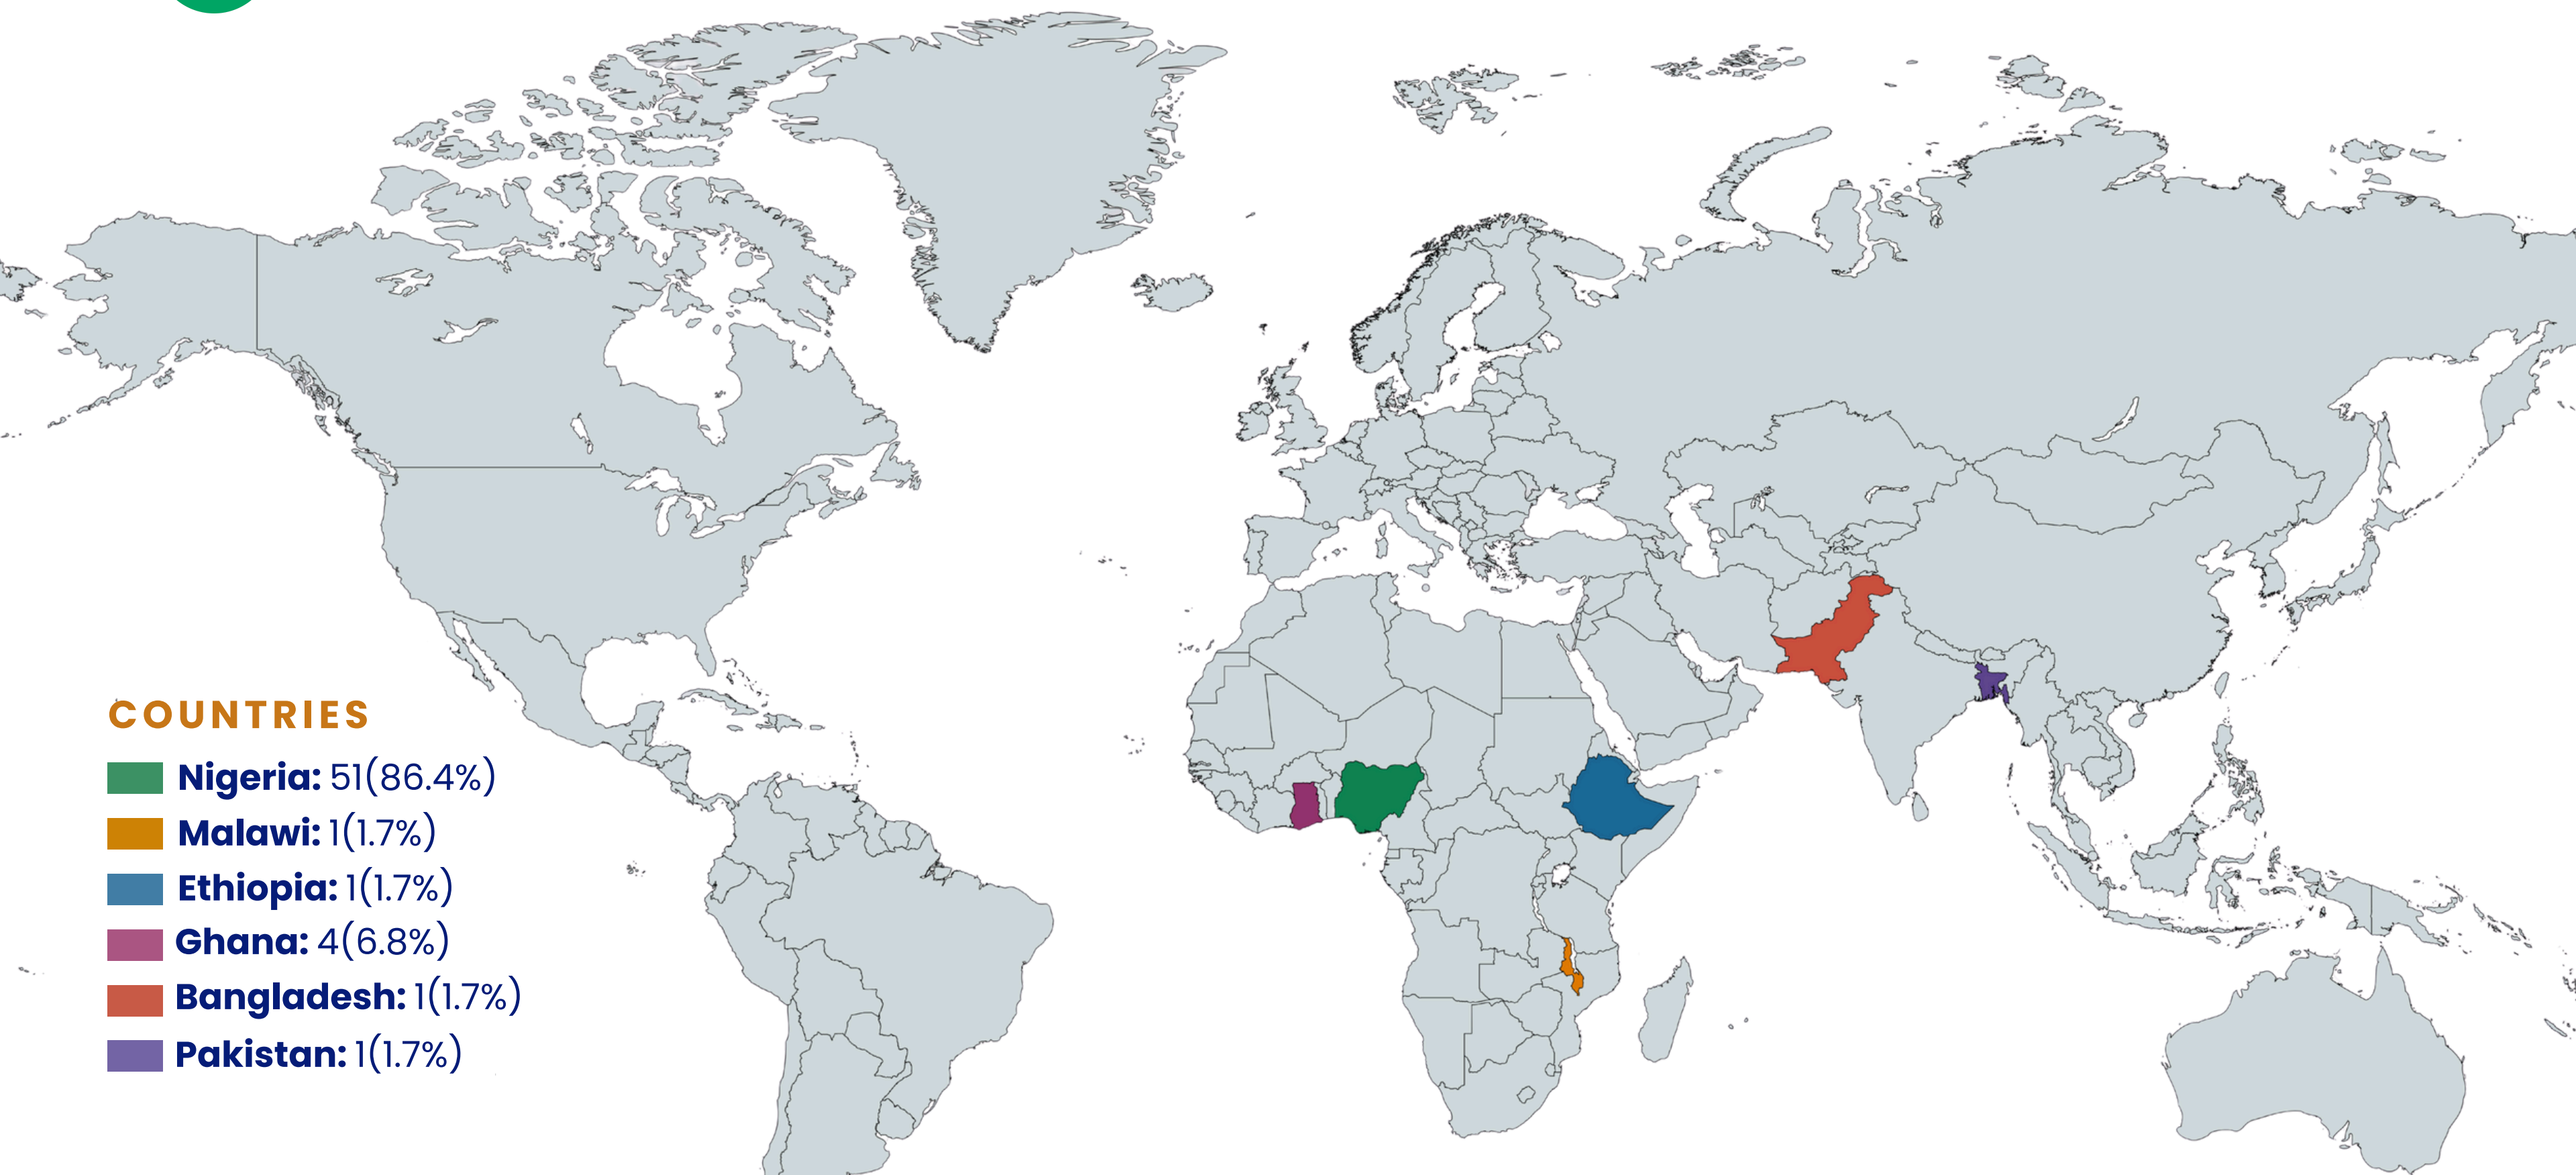 COUNTRIES
Nigeria: 51(86.4%)
Malawi: 1(1.7%)
Ethiopia: 1(1.7%)
Ghana: 4(6.8%)
Bangladesh: 1(1.7%)
Pakistan: 1(1.7%)